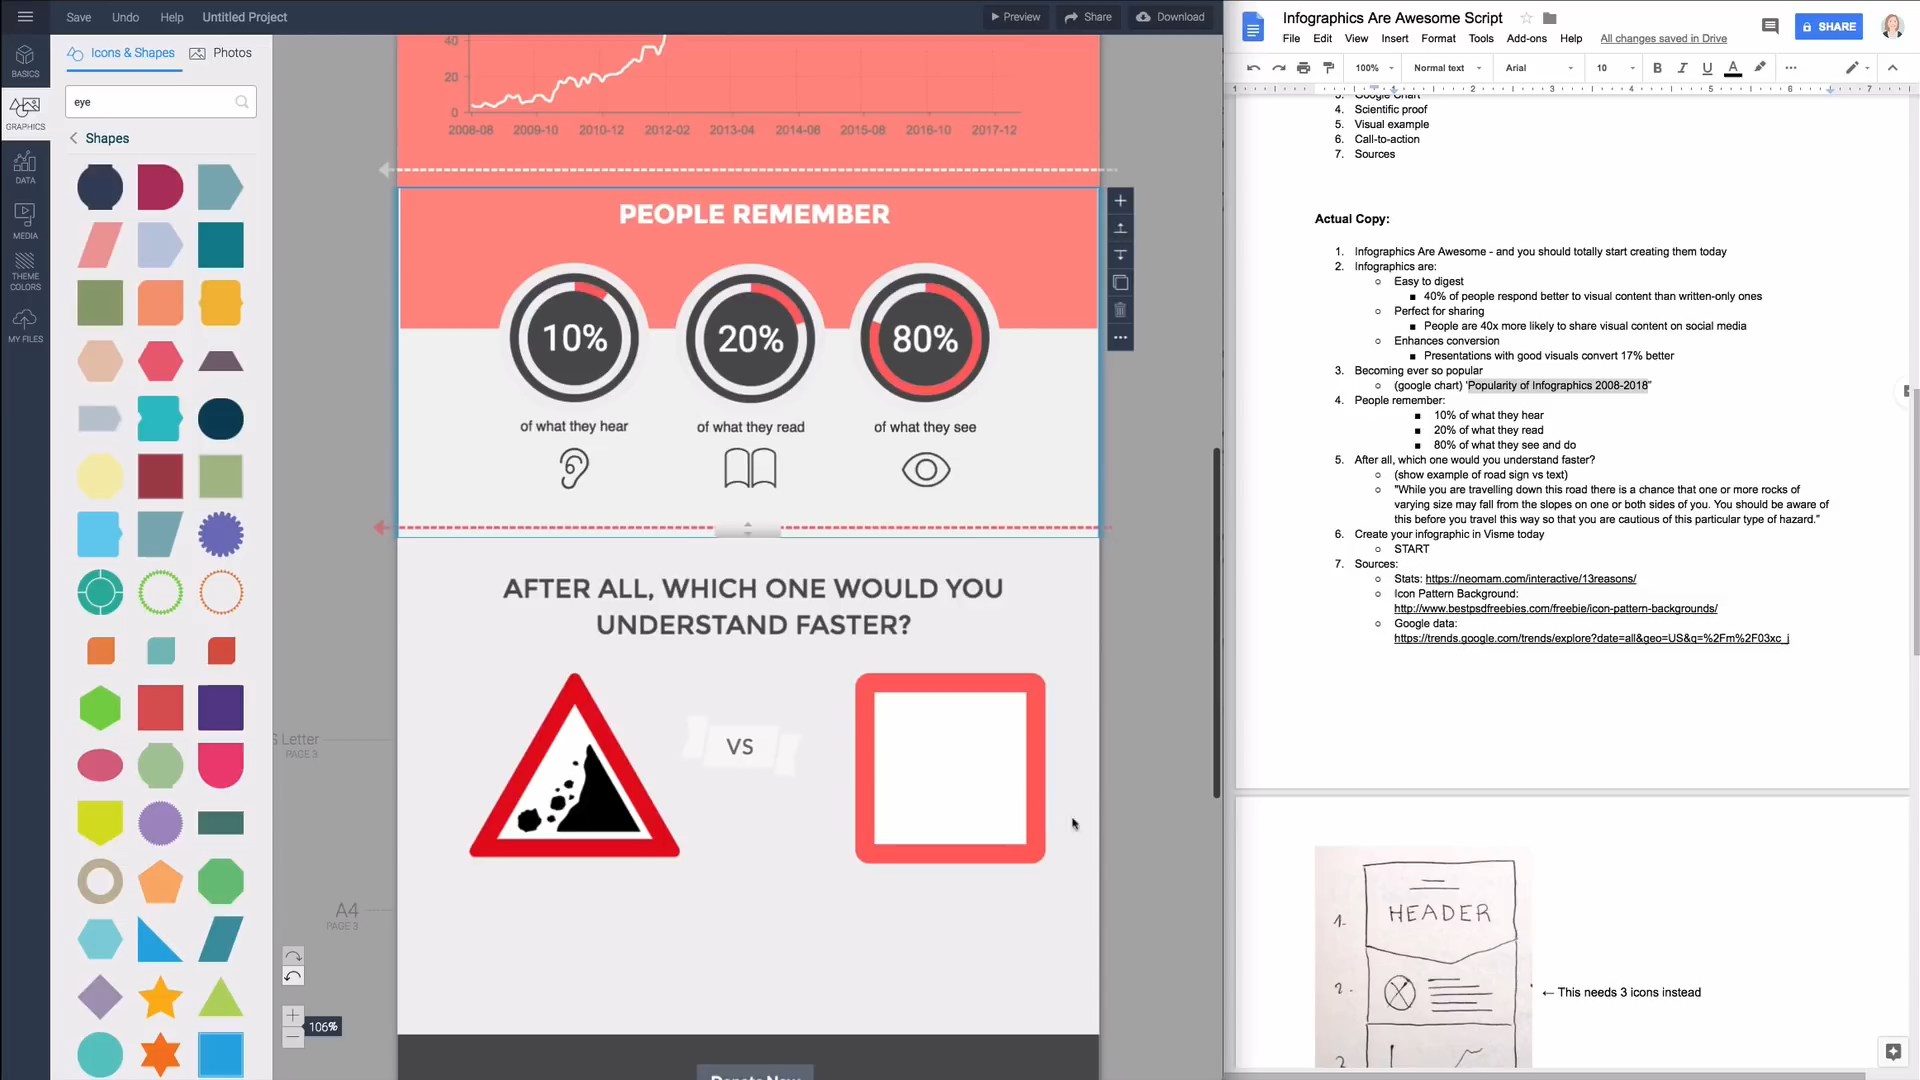 Save Undo Help Untitled Project
Preview Share Download
BASICS
GRAPHICS
DATA
MEDIA
THEME
COLORS
MY FILES
Icons & Shapes Photos
eye
Shapes
40
20
0
2008-08 2009-10 2010-12 2012-02 2013-04 2014-06 2015-08 2016-10 2017-12
PEOPLE REMEMBER
10% 20% 80%
of what they hear of what they read of what they see
AFTER ALL, WHICH ONE WOULD YOU
UNDERSTAND FASTER?
VS
S Letter
PAGE 3
A4
PAGE 3
106%
Donate Now
Infographics Are Awesome Script
File Edit View Insert Format Tools Add-ons Help All changes saved in Drive
SHARE
100% Normal text Arial 10 B I U A
1 1 2 3 4 5 6 7
3. Google Chart
4. Scientific proof
5. Visual example
6. Call-to-action
7. Sources
Actual Copy:
1. Infographics Are Awesome - and you should totally start creating them today
2. Infographics are:
Easy to digest
40% of people respond better to visual content than written-only ones
Perfect for sharing
People are 40x more likely to share visual content on social media
Enhances conversion
Presentations with good visuals convert 17% better
3. Becoming ever so popular
(google chart) 'Popularity of Infographics 2008-2018"
4. People remember:
10% of what they hear
20% of what they read
80% of what they see and do
5. After all, which one would you understand faster?
(show example of road sign vs text)
"While you are travelling down this road there is a chance that one or more rocks of
varying size may fall from the slopes on one or both sides of you. You should be aware of
this before you travel this way so that you are cautious of this particular type of hazard."
6. Create your infographic in Visme today
START
7. Sources:
Stats: https://neomam.com/interactive/13reasons/
Icon Pattern Background:
http://www.bestpsdfreebies.com/freebie/icon-pattern-backgrounds/
Google data:
https://trends.google.com/trends/explore?date=all&geo=US&q=%2Fm%2F03xc_j
1. HEADER
2.
← This needs 3 icons instead